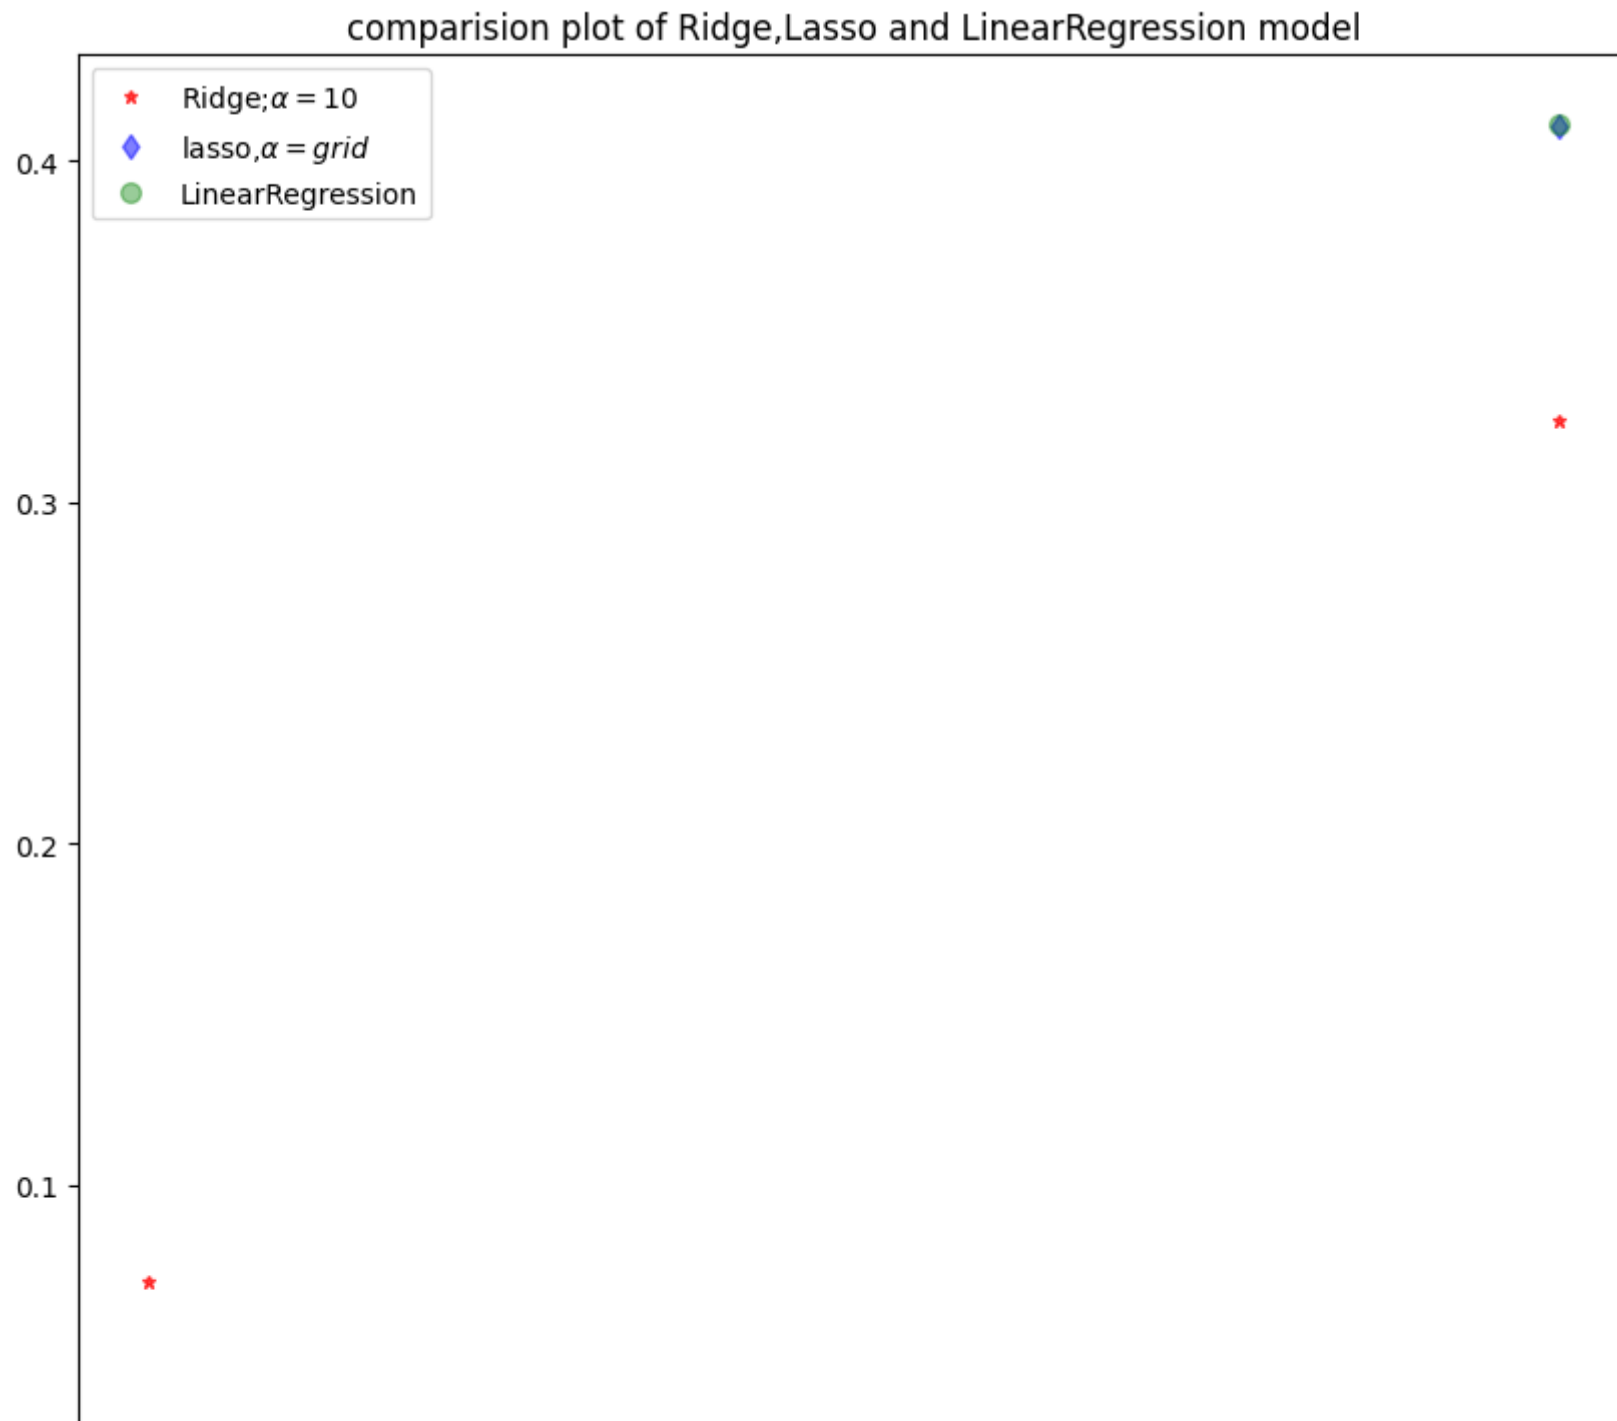 comparision plot of Ridge,Lasso and LinearRegression model
Ridge;α = 10
lasso,α = grid
LinearRegression
0.4
0.3
0.2
0.1